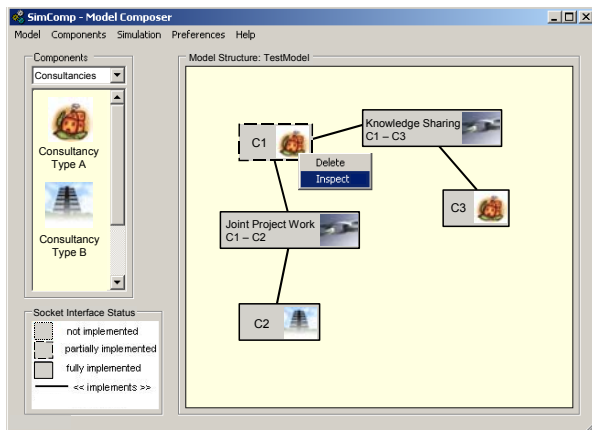 SimComp - Model Composer
Model Components Simulation Preferences Help
Components
Consultancies
Consultancy
Type A
Consultancy
Type B
Socket Interface Status
not implemented
partially implemented
fully implemented
<< implements >>
Model Structure: TestModel
C1
Delete
Inspect
Knowledge Sharing
C1 – C3
C3
Joint Project Work
C1 – C2
C2